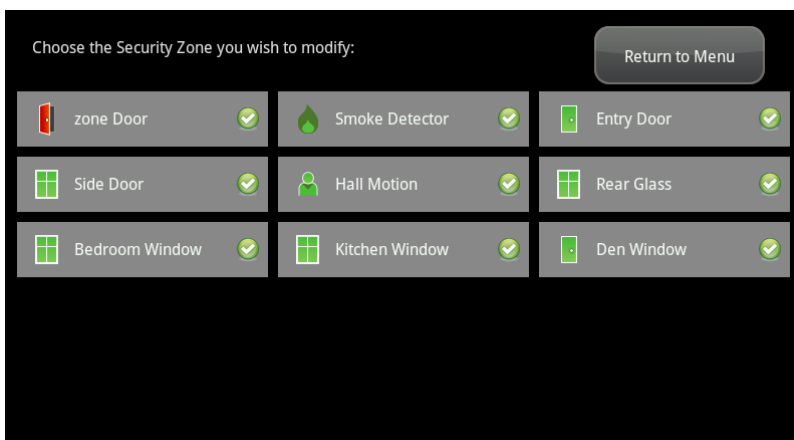 Choose the Security Zone you wish to modify:
Return to Menu
zone Door
Smoke Detector
Entry Door
Side Door
Hall Motion
Rear Glass
Bedroom Window
Kitchen Window
Den Window